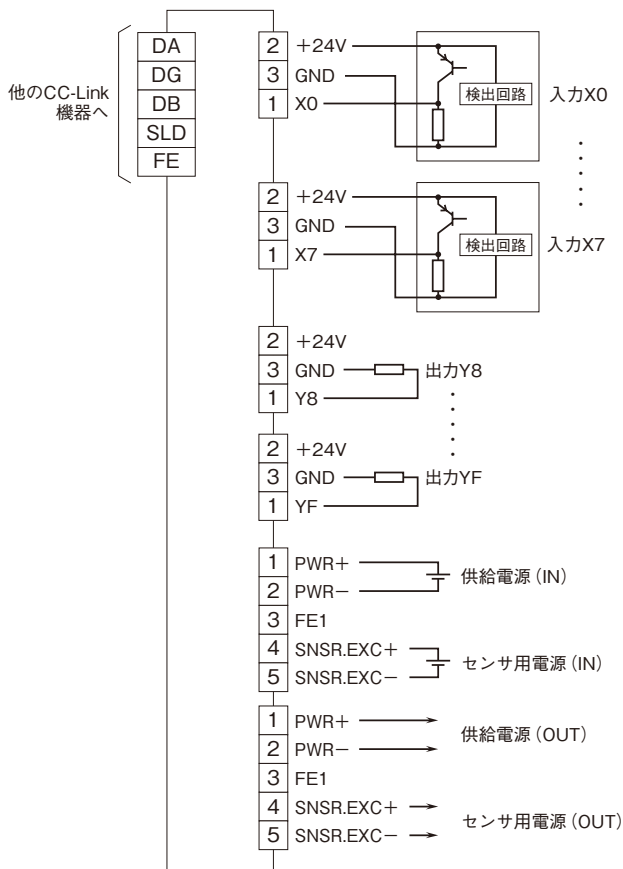 他のCC-Link
機器へ
DA
DG
DB
SLD
FE
2 +24V
3 GND
1 X0
検出回路
入力X0
2 +24V
3 GND
1 X7
検出回路
入力X7
2 +24V
3 GND
1 Y8
出力Y8
2 +24V
3 GND
1 YF
出力YF
1 PWR+
2 PWR−
供給電源(IN)
3 FE1
4 SNSR.EXC+
5 SNSR.EXC−
センサ用電源(IN)
1 PWR+
2 PWR−
供給電源(OUT)
3 FE1
4 SNSR.EXC+
5 SNSR.EXC−
センサ用電源(OUT)